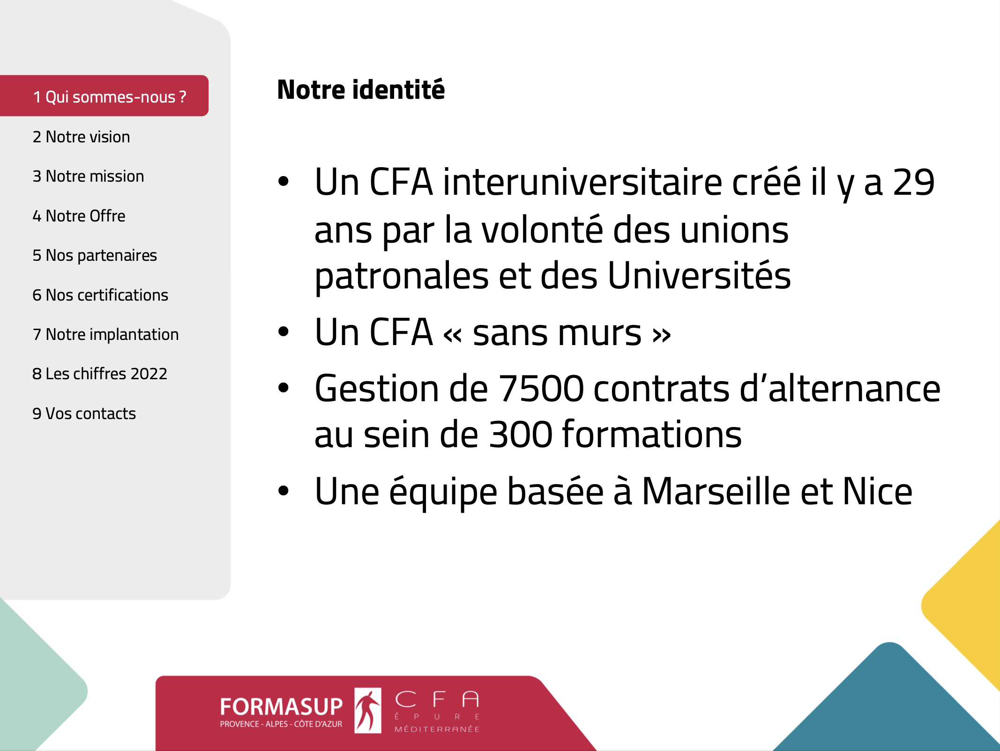 1 Qui sommes-nous ?
2 Notre vision
3 Notre mission
4 Notre Offre
5 Nos partenaires
6 Nos certifications
7 Notre implantation
8 Les chiffres 2022
9 Vos contacts
Notre identité
• Un CFA interuniversitaire créé il y a 29
ans par la volonté des unions
patronales et des Universités
• Un CFA « sans murs »
• Gestion de 7500 contrats d’alternance
au sein de 300 formations
• Une équipe basée à Marseille et Nice
FORMASUP
PROVENCE - ALPES - CÔTE D’AZUR
CFA
ÉPURE
MÉDITERRANÉE